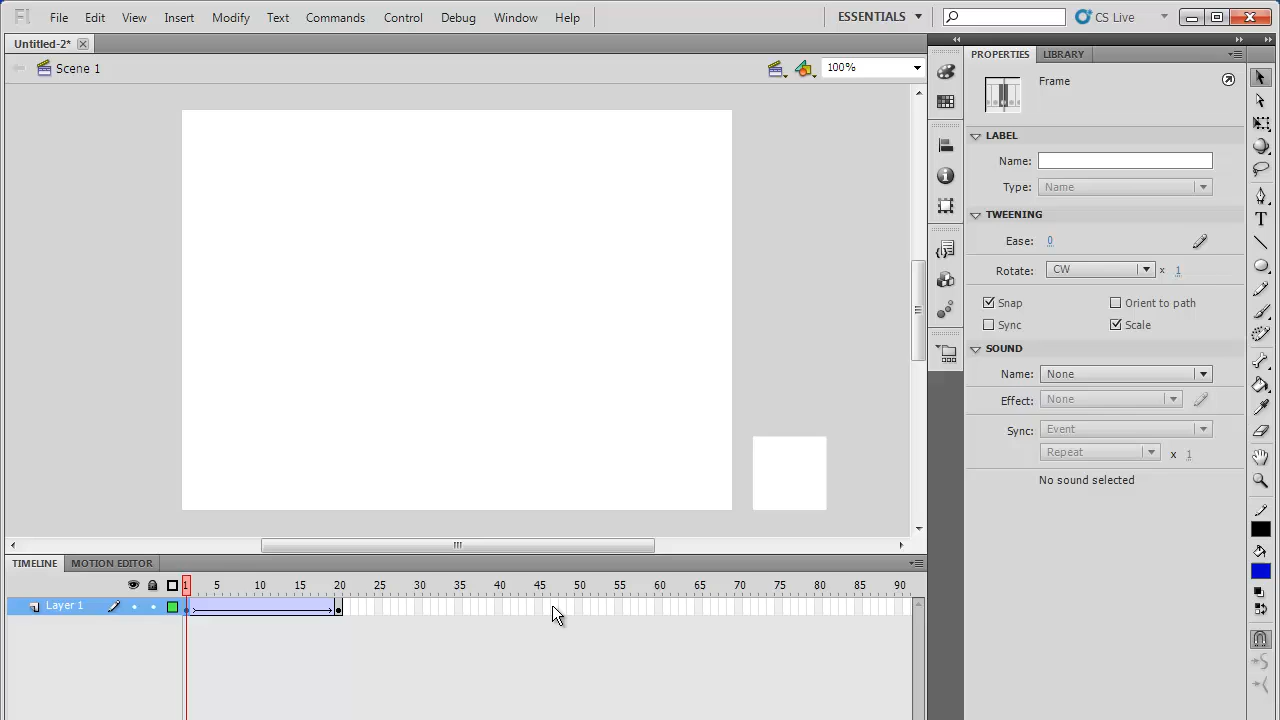 Fl File Edit View Insert Modify Text Commands Control Debug Window Help ESSENTIALS CS Live
Untitled-2*
Scene 1 100%
PROPERTIES LIBRARY
Frame
LABEL
Name:
Type: Name
TWEENING
Ease: 0
Rotate: CW x 1
Snap Orient to path
Sync Scale
SOUND
Name: None
Effect: None
Sync: Event
Repeat x 1
No sound selected
TIMELINE MOTION EDITOR
1 5 10 15 20 25 30 35 40 45 50 55 60 65 70 75 80 85 90
Layer 1